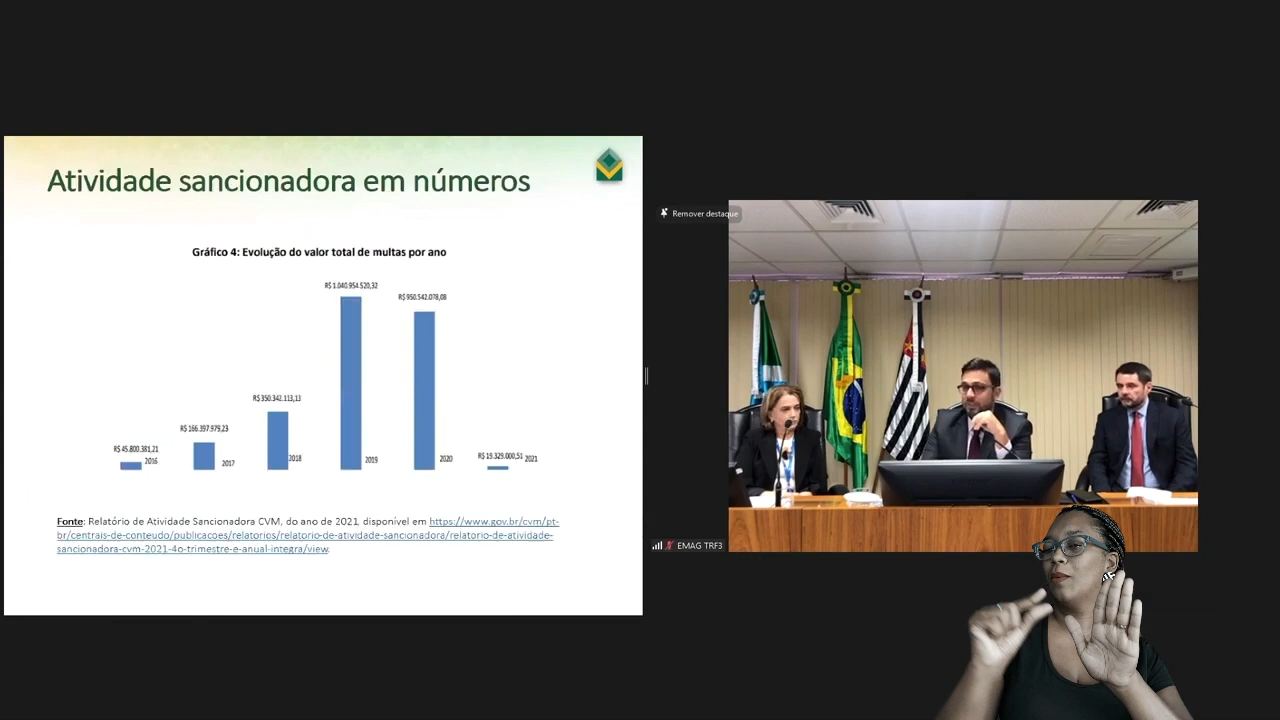 Atividade sancionadora em números
Gráfico 4: Evolução do valor total de multas por ano
R$ 1.040.954.520,32
R$ 950.542.078,08
R$ 350.342.113,13
R$ 166.397.979,23
R$ 45.800.381,21
R$ 19.329.000,51
2016
2017
2018
2019
2020
2021
Fonte: Relatório de Atividade Sancionadora CVM, do ano de 2021, disponível em https://www.gov.br/cvm/pt-
br/centrais-de-conteudo/publicacoes/relatorios/relatorio-de-atividade-sancionadora/relatorio-de-atividade-
sancionadora-cvm-2021-4o-trimestre-e-anual-integra/view.
Remover destaque
EMAG TRF3